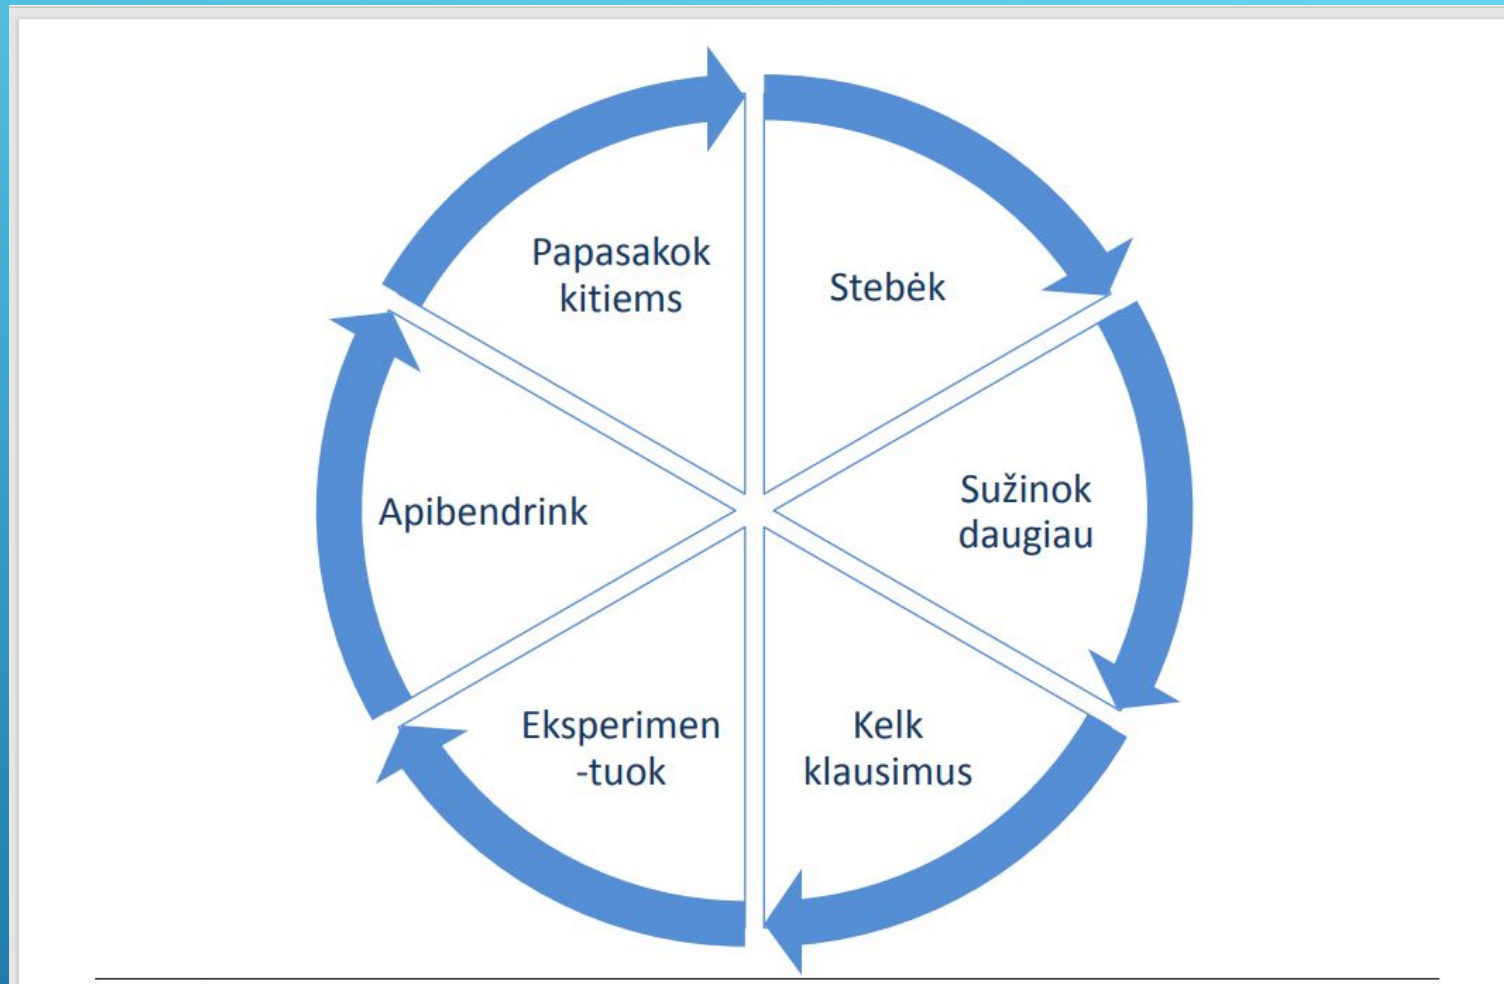 Papasakok
kitiems
Stebėk
Sužinok
daugiau
Apibendrink
Eksperimen
-tuok
Kelk
klausimus